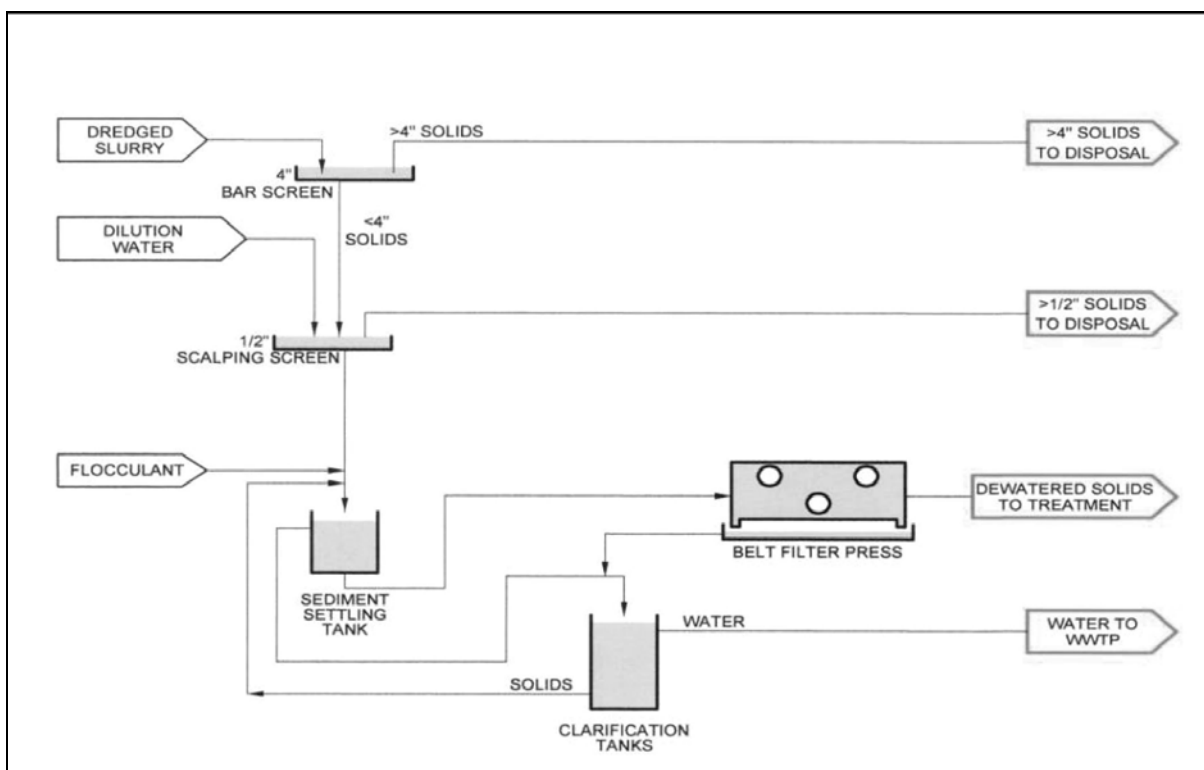 DREDGED
SLURRY
>4" SOLIDS
>4" SOLIDS
TO DISPOSAL
4"
BAR SCREEN
<4"
SOLIDS
DILUTION
WATER
>1/2" SOLIDS
TO DISPOSAL
1/2"
SCALPING SCREEN
FLOCCULANT
DEWATERED SOLIDS
TO TREATMENT
BELT FILTER PRESS
SEDIMENT
SETTLING
TANK
WATER
WATER TO
WWTP
SOLIDS
CLARIFICATION
TANKS